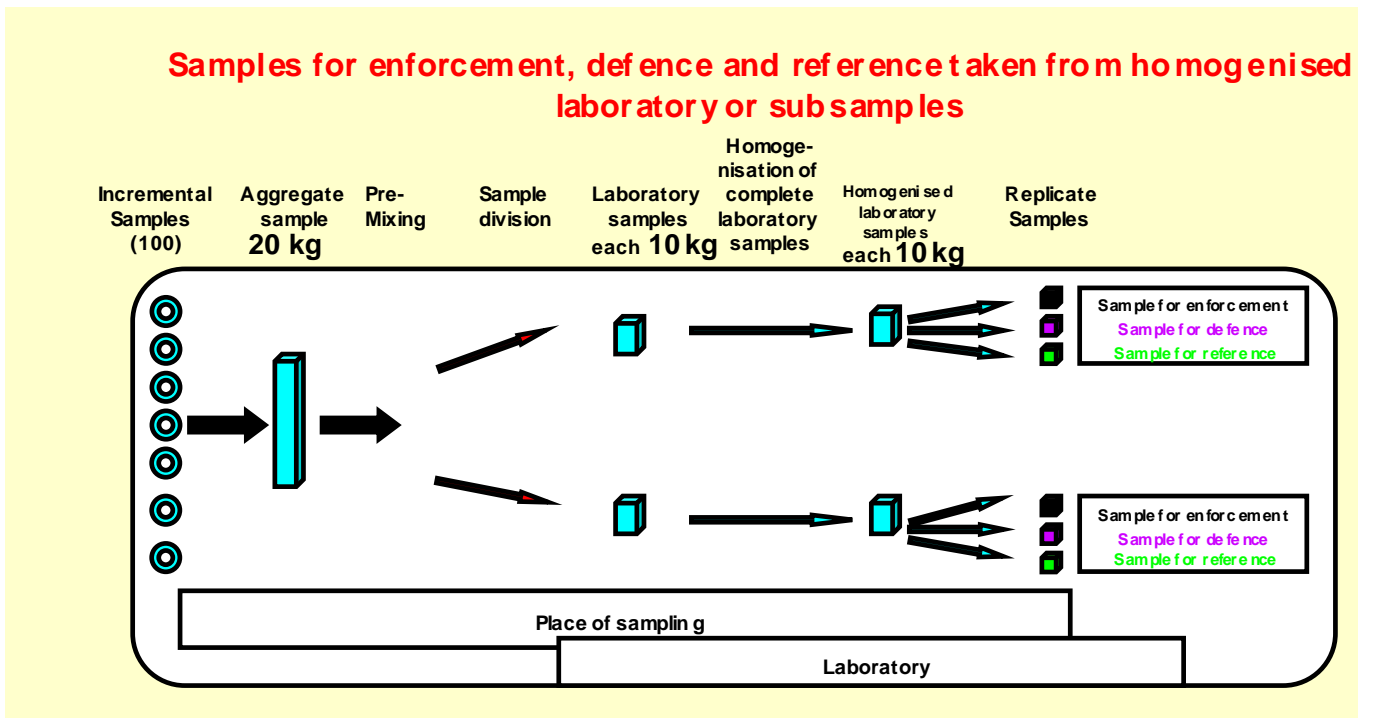 Samples for enforcement, defence and reference taken from homogenised
laboratory or subsamples
Incremental
Samples
(100)
Aggregate
sample
20 kg
Pre-
Mixing
Sample
division
Laboratory
samples
each 10 kg
Homoge-
nisation of
complete
laboratory
samples
Homogenised
laboratory
samples
each 10 kg
Replicate
Samples
Sample for enforcement
Sample for defence
Sample for reference
Sample for enforcement
Sample for defence
Sample for reference
Place of sampling
Laboratory